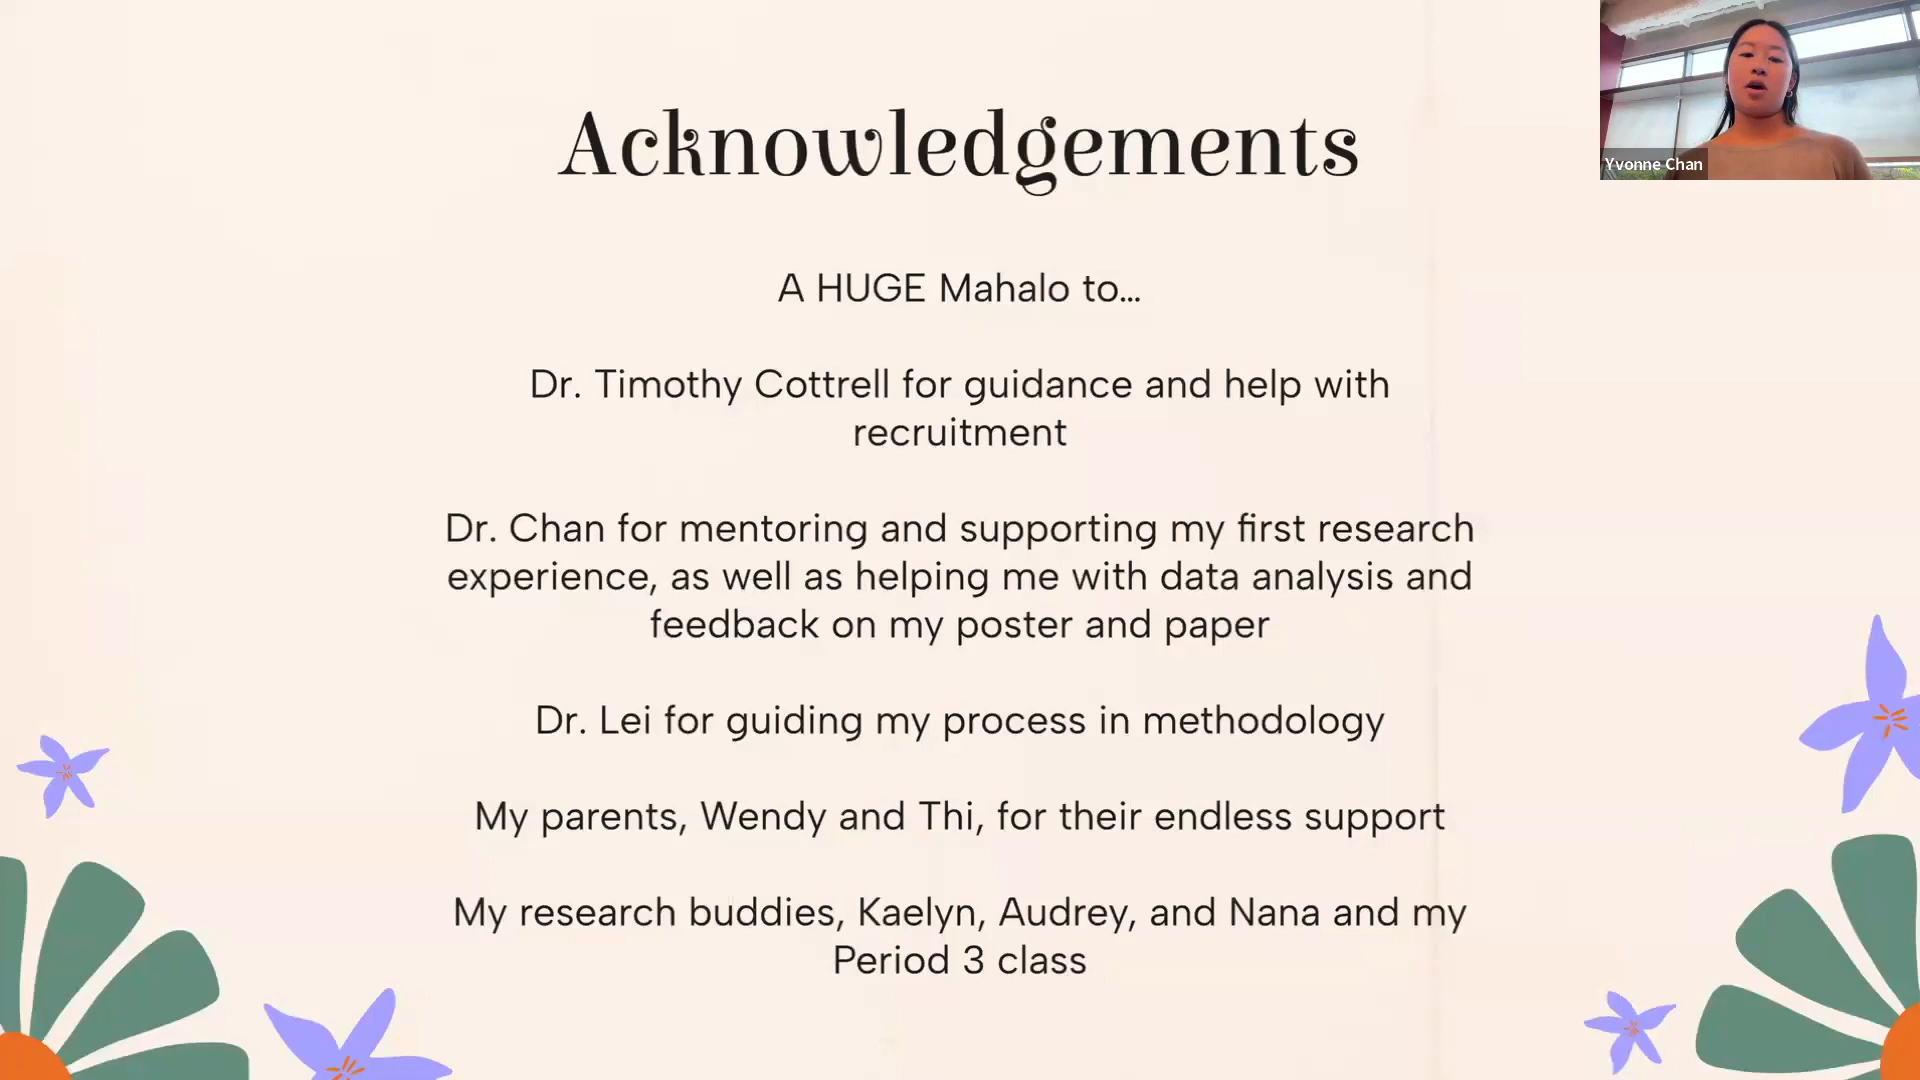 Acknowledgements
A HUGE Mahalo to...
Dr. Timothy Cottrell for guidance and help with
recruitment
Dr. Chan for mentoring and supporting my first research
experience, as well as helping me with data analysis and
feedback on my poster and paper
Dr. Lei for guiding my process in methodology
My parents, Wendy and Thi, for their endless support
My research buddies, Kaelyn, Audrey, and Nana and my
Period 3 class
Yvonne Chan